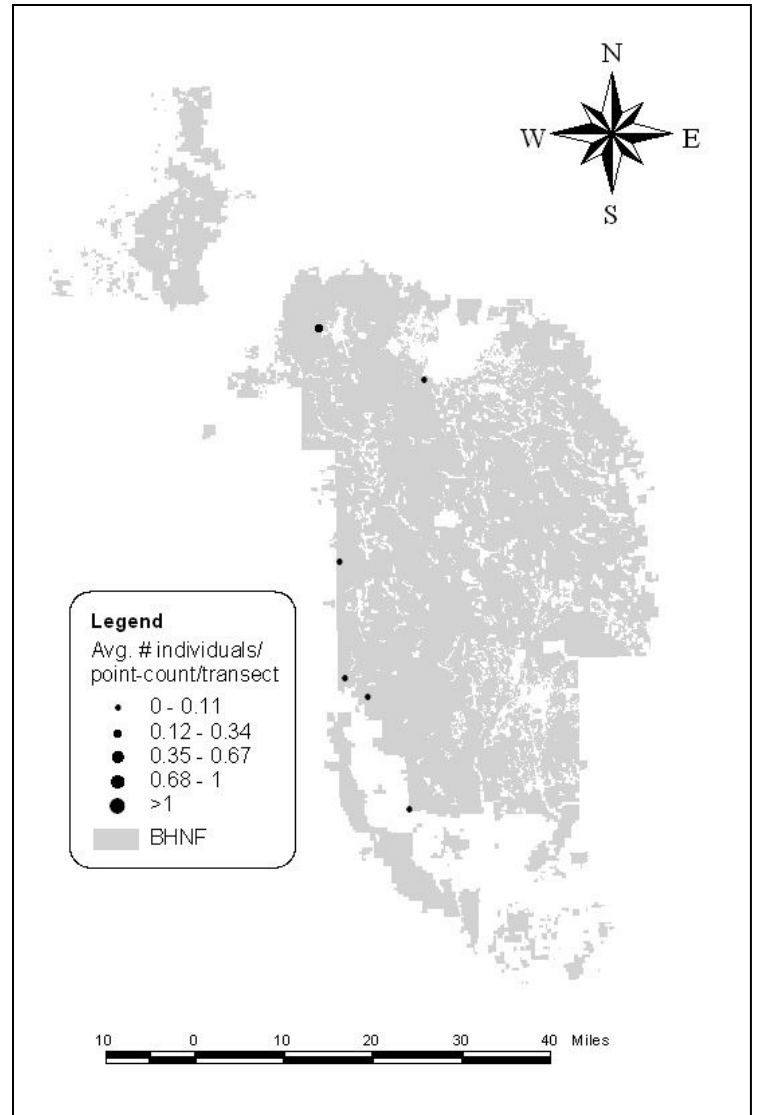 N
W E
S
Legend
Avg. # individuals/
point-count/transect
0 - 0.11
0.12 - 0.34
0.35 - 0.67
0.68 - 1
>1
BHNF
10 0 10 20 30 40 Miles